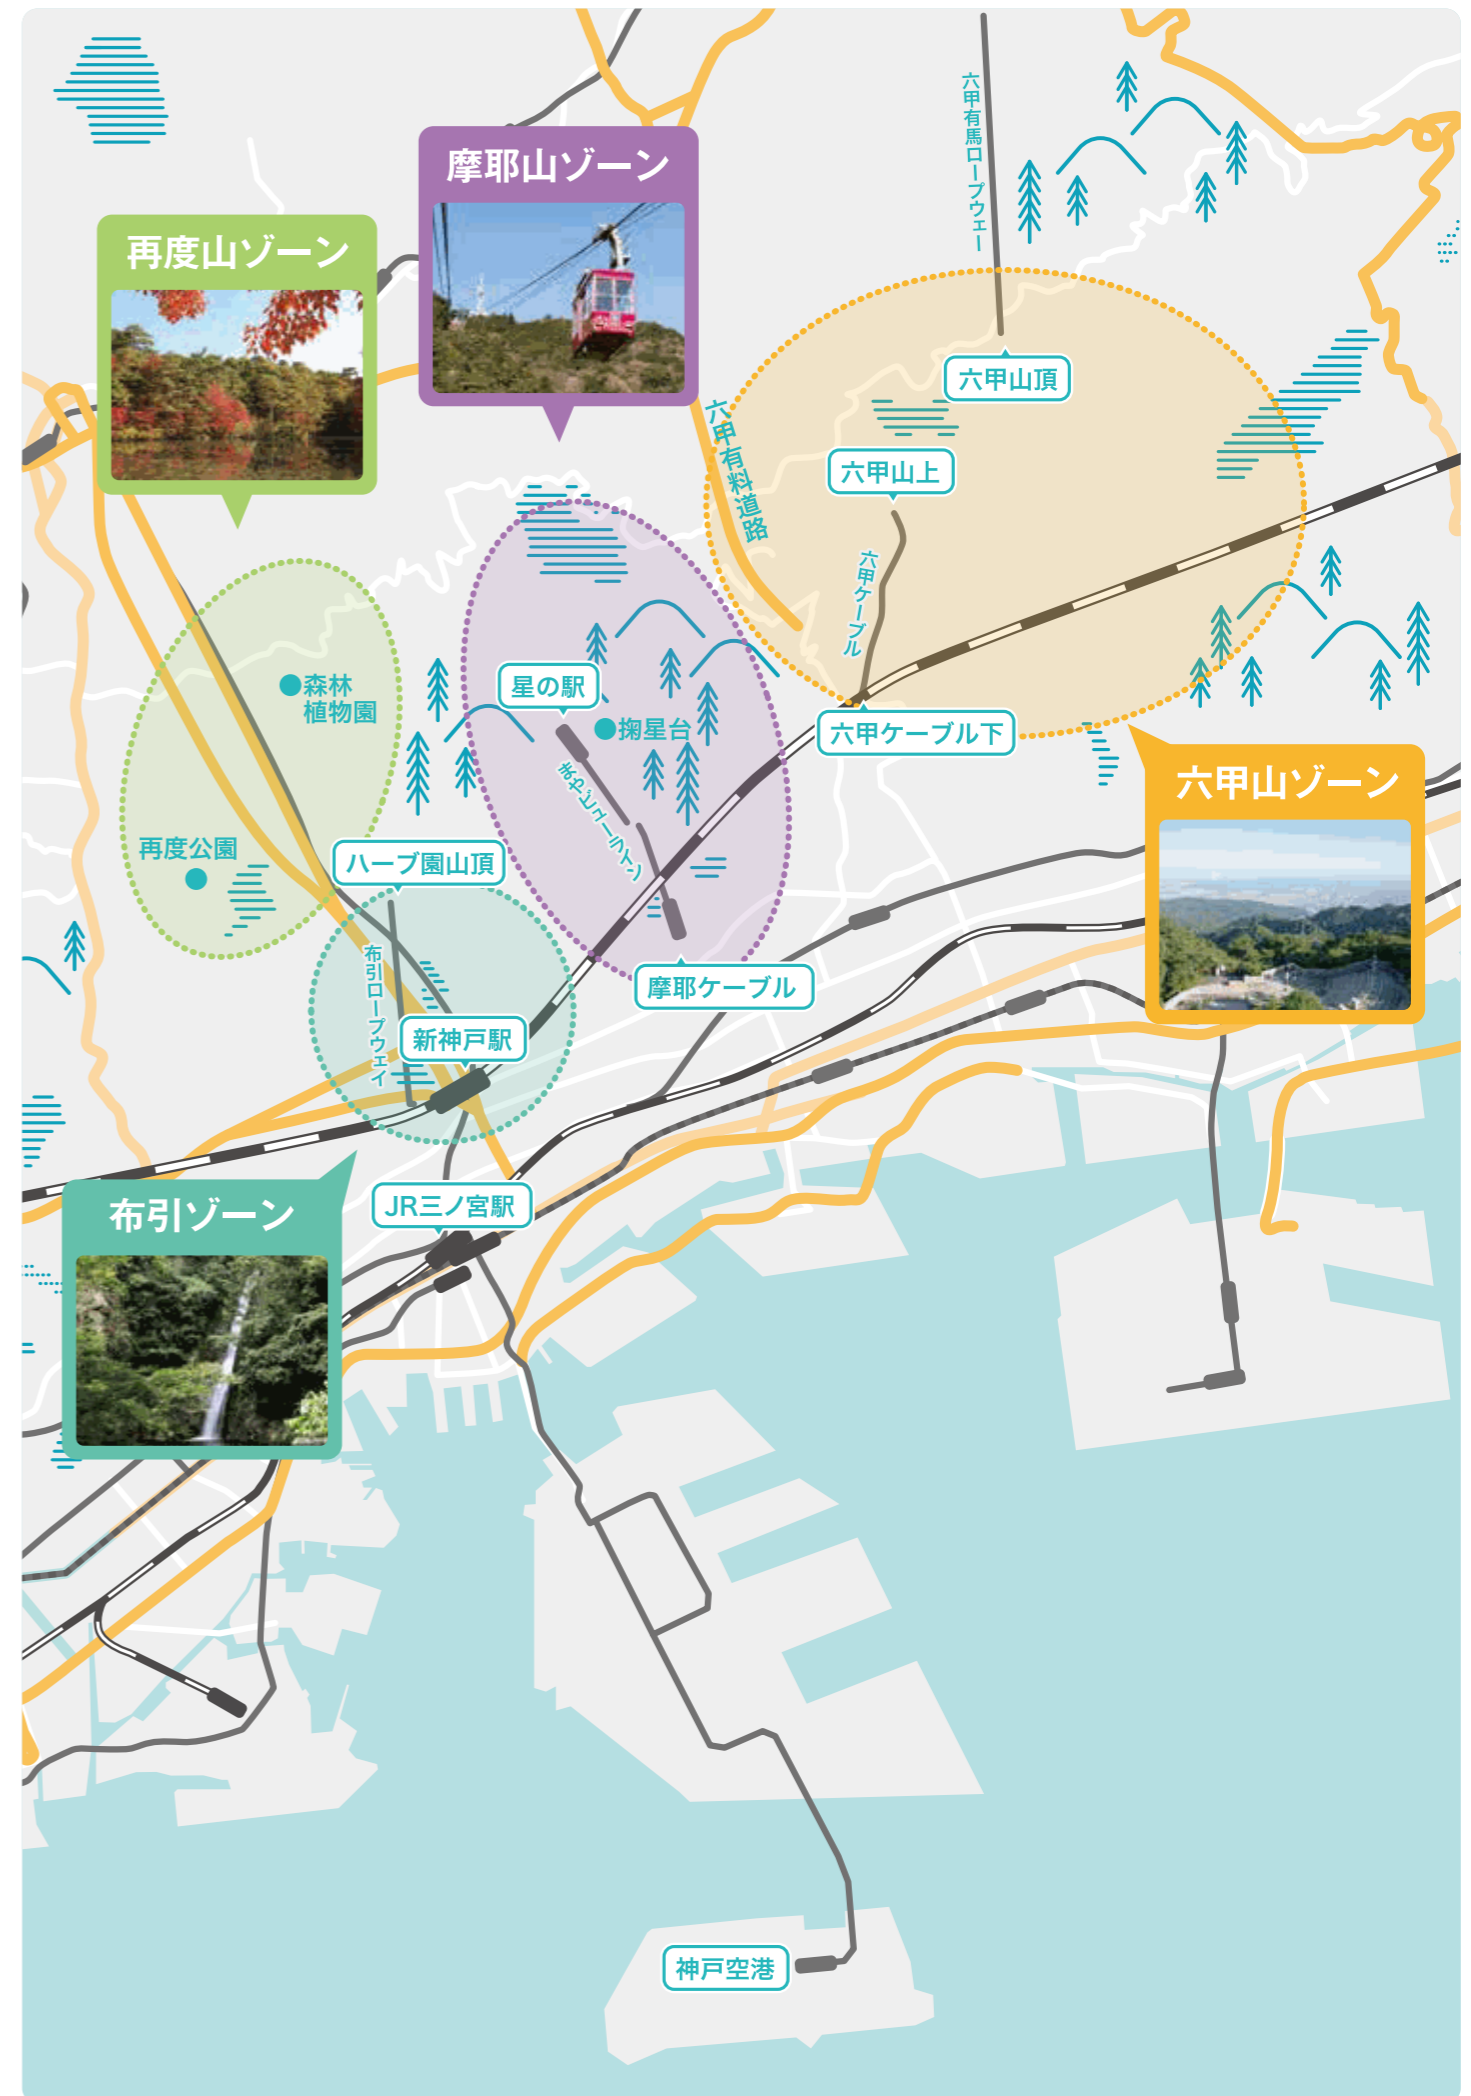 六甲有馬ロープウェー
摩耶山ゾーン
再度山ゾーン
六甲山頂
六甲有料道路
六甲山上
六甲ケーブル
森林
植物園
星の駅
掬星台
六甲ケーブル下
まやビューライン
六甲山ゾーン
再度公園
ハーブ園山頂
布引ロープウェイ
摩耶ケーブル
新神戸駅
布引ゾーン
JR三ノ宮駅
神戸空港